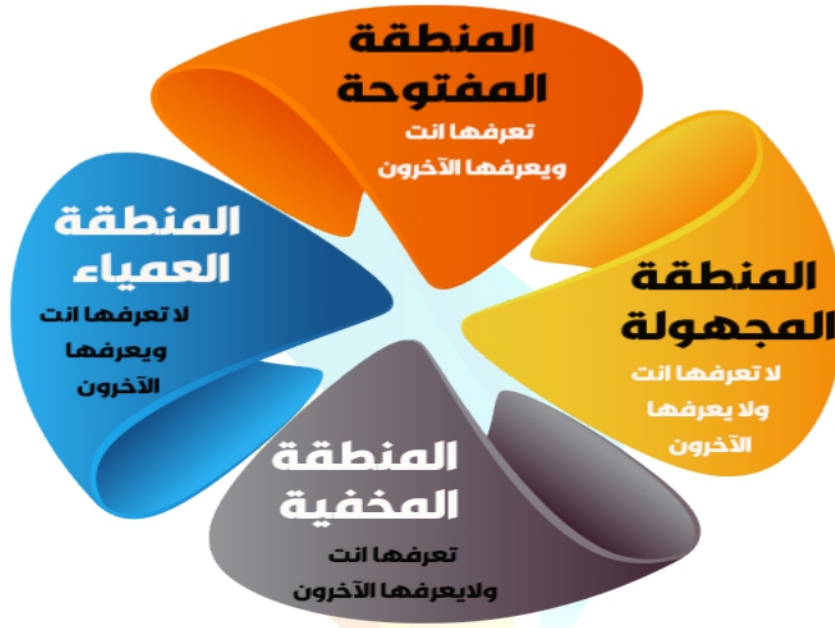 المنطقة
المفتوحة
تعرفها انت
ويعرفها الآخرون
المنطقة
المجهولة
لا تعرفها انت
ولا يعرفها
الآخرون
المنطقة
العمياء
لا تعرفها انت
ويعرفها
الآخرون
المنطقة
المخفية
تعرفها انت
ولايعرفها الآخرون